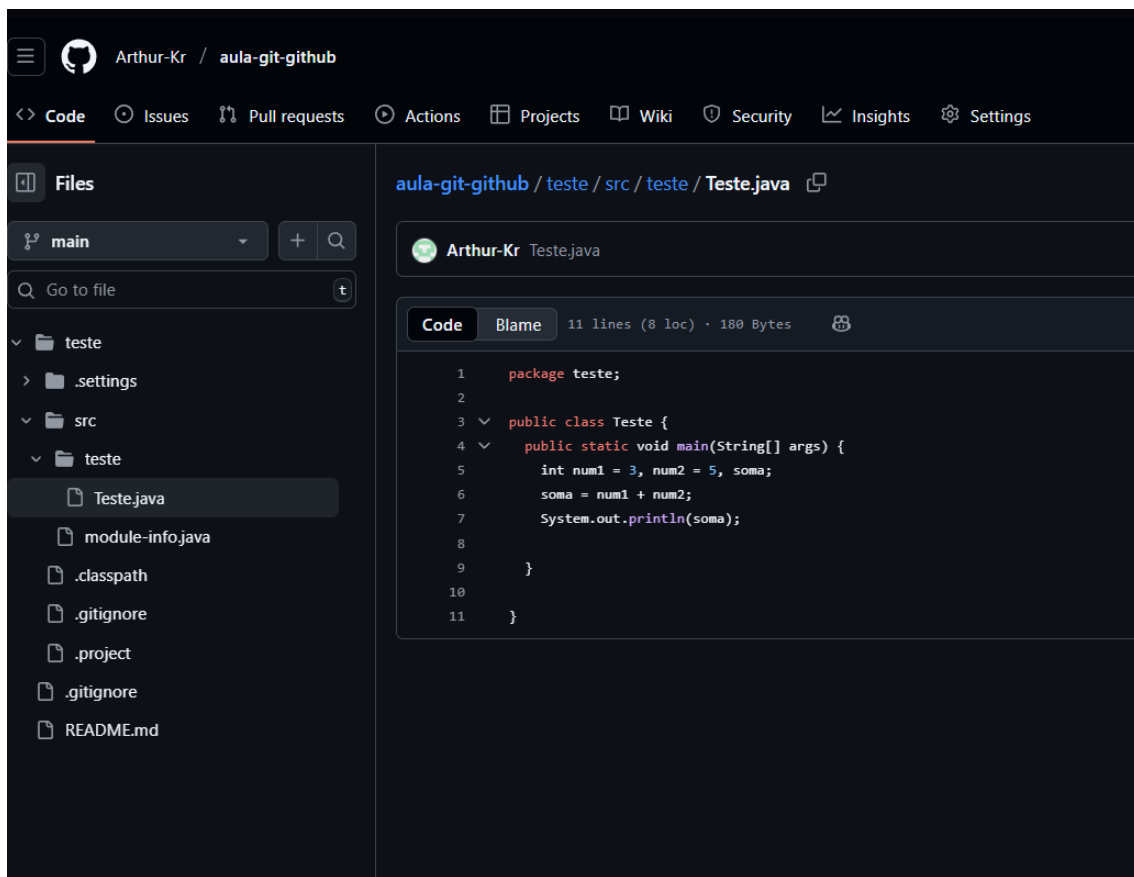 Arthur-Kr / aula-git-github
Code Issues Pull requests Actions Projects Wiki Security Insights Settings
Files
main
Go to file t
teste
.settings
src
teste
Teste.java
module-info.java
.classpath
.gitignore
.project
.gitignore
README.md
aula-git-github / teste / src / teste / Teste.java
Arthur-Kr Teste.java
Code Blame 11 lines (8 loc) · 180 Bytes
1 package teste;
2
3 public class Teste {
4 public static void main(String[] args) {
5 int num1 = 3, num2 = 5, soma;
6 soma = num1 + num2;
7 System.out.println(soma);
8
9 }
10
11 }